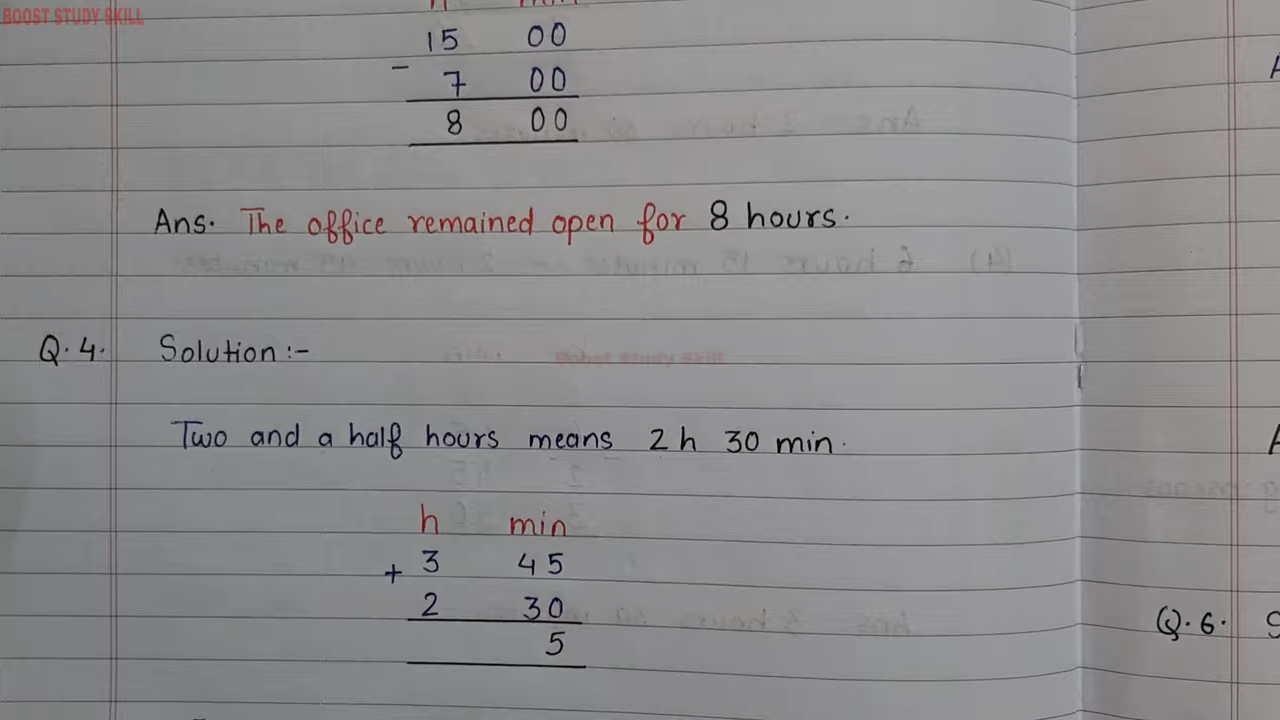 BOOST STUDY SKILL
15 00
- 7 00
8 00
Ans. The office remained open for 8 hours.
Q.4. Solution :-
Two and a half hours means 2 h 30 min.
h min
+ 3 45
2 30
5
Q.6.